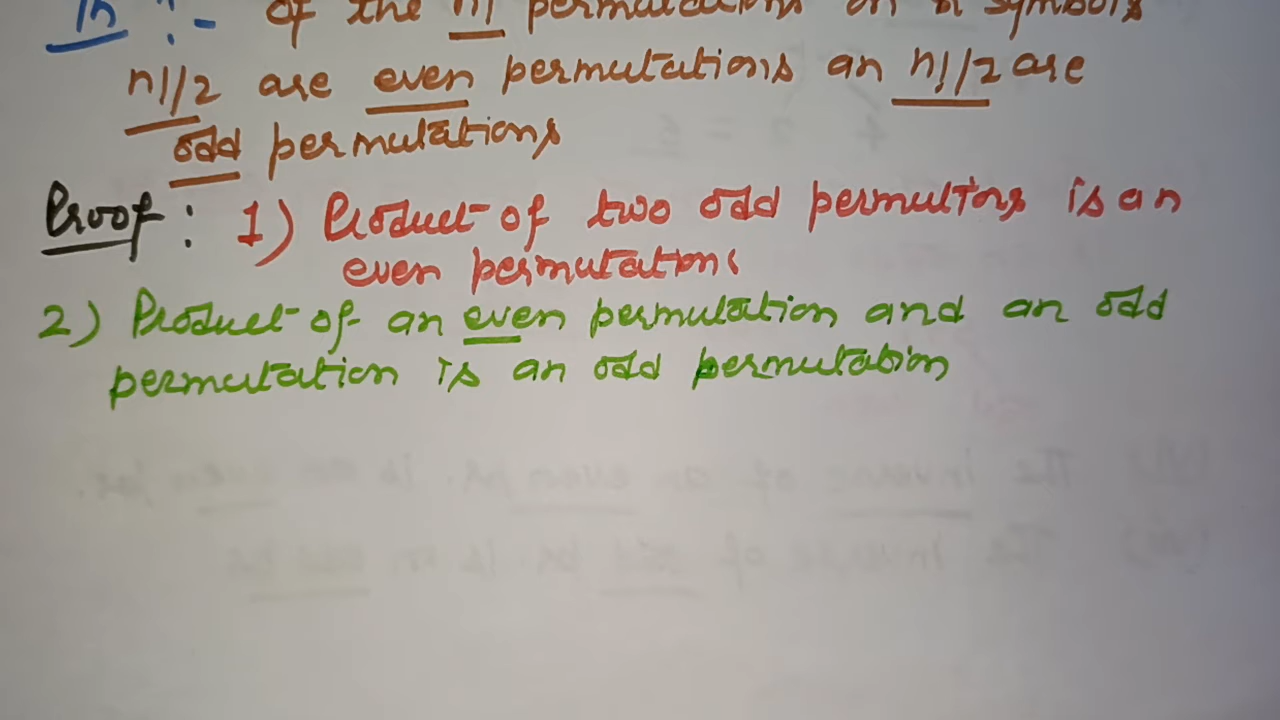 Th :- of the n! permutations on n symbols
n!/2 are even permutations an n!/2 are
odd permutations
Proof : 1) Product of two odd permultions is an
even permutations
2) Product of an even permutation and an odd
permutation is an odd permutation